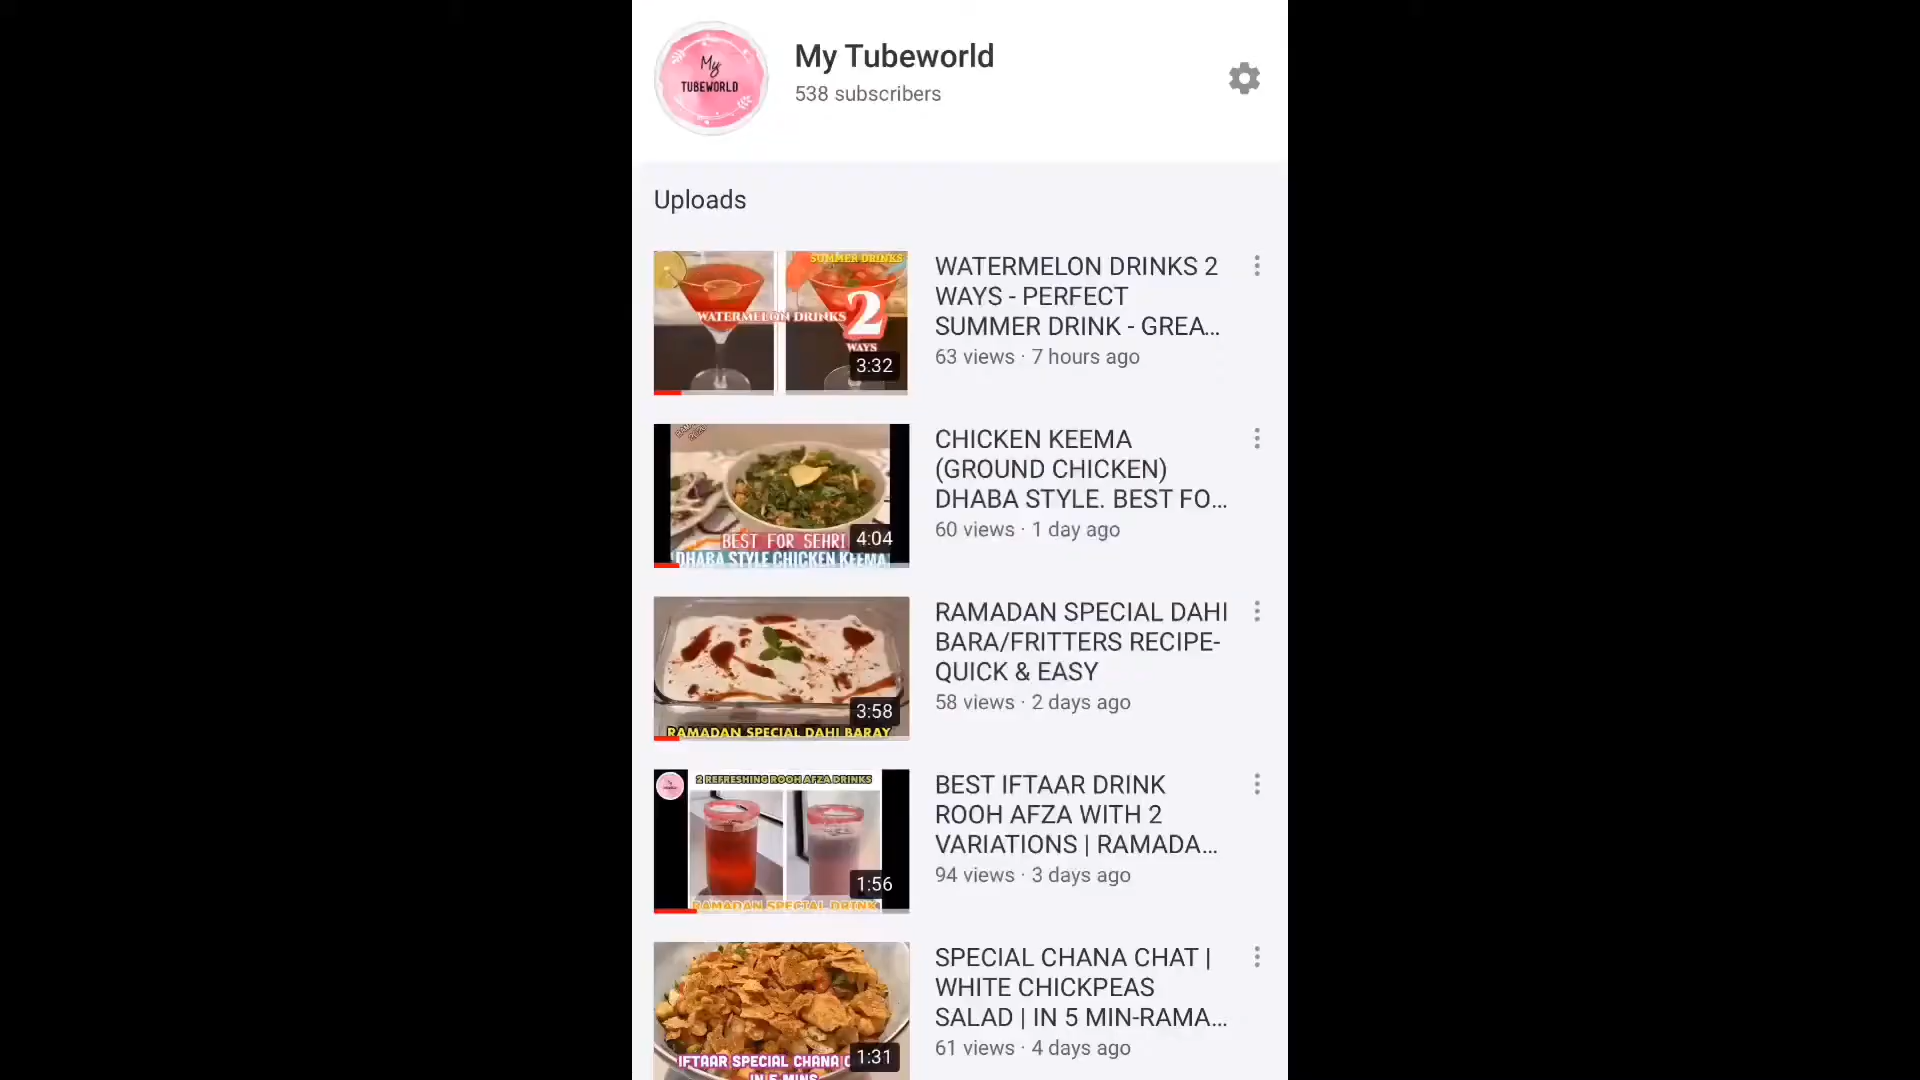 My
TUBEWORLD
My Tubeworld
538 subscribers
Uploads
SUMMER DRINKS
WATERMELON DRINKS
2
WAYS
3:32
WATERMELON DRINKS 2
WAYS - PERFECT
SUMMER DRINK - GREA...
63 views · 7 hours ago
BEST FOR SEHRI
DHABA STYLE CHICKEN KEEMA
4:04
CHICKEN KEEMA
(GROUND CHICKEN)
DHABA STYLE. BEST FO...
60 views · 1 day ago
RAMADAN SPECIAL DAHI BARAY
3:58
RAMADAN SPECIAL DAHI
BARA/FRITTERS RECIPE-
QUICK & EASY
58 views · 2 days ago
2 REFRESHING ROOH AFZA DRINKS
RAMADAN SPECIAL DRINK
1:56
BEST IFTAAR DRINK
ROOH AFZA WITH 2
VARIATIONS | RAMADA...
94 views · 3 days ago
IFTAAR SPECIAL CHANA C
IN 5 MINS
1:31
SPECIAL CHANA CHAT |
WHITE CHICKPEAS
SALAD | IN 5 MIN-RAMA...
61 views · 4 days ago